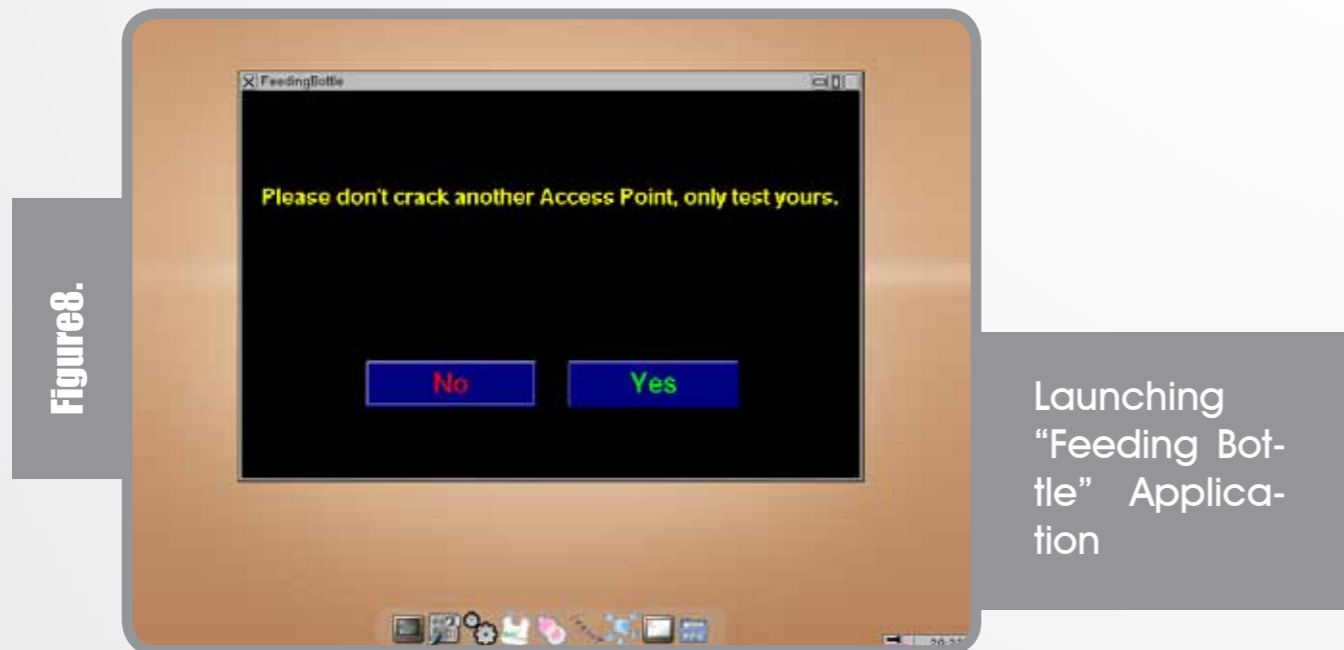 FeedingBottle
Please don't crack another Access Point, only test yours.
No
Yes
Figure8.
Launching
“Feeding Bot-
tle” Applica-
tion